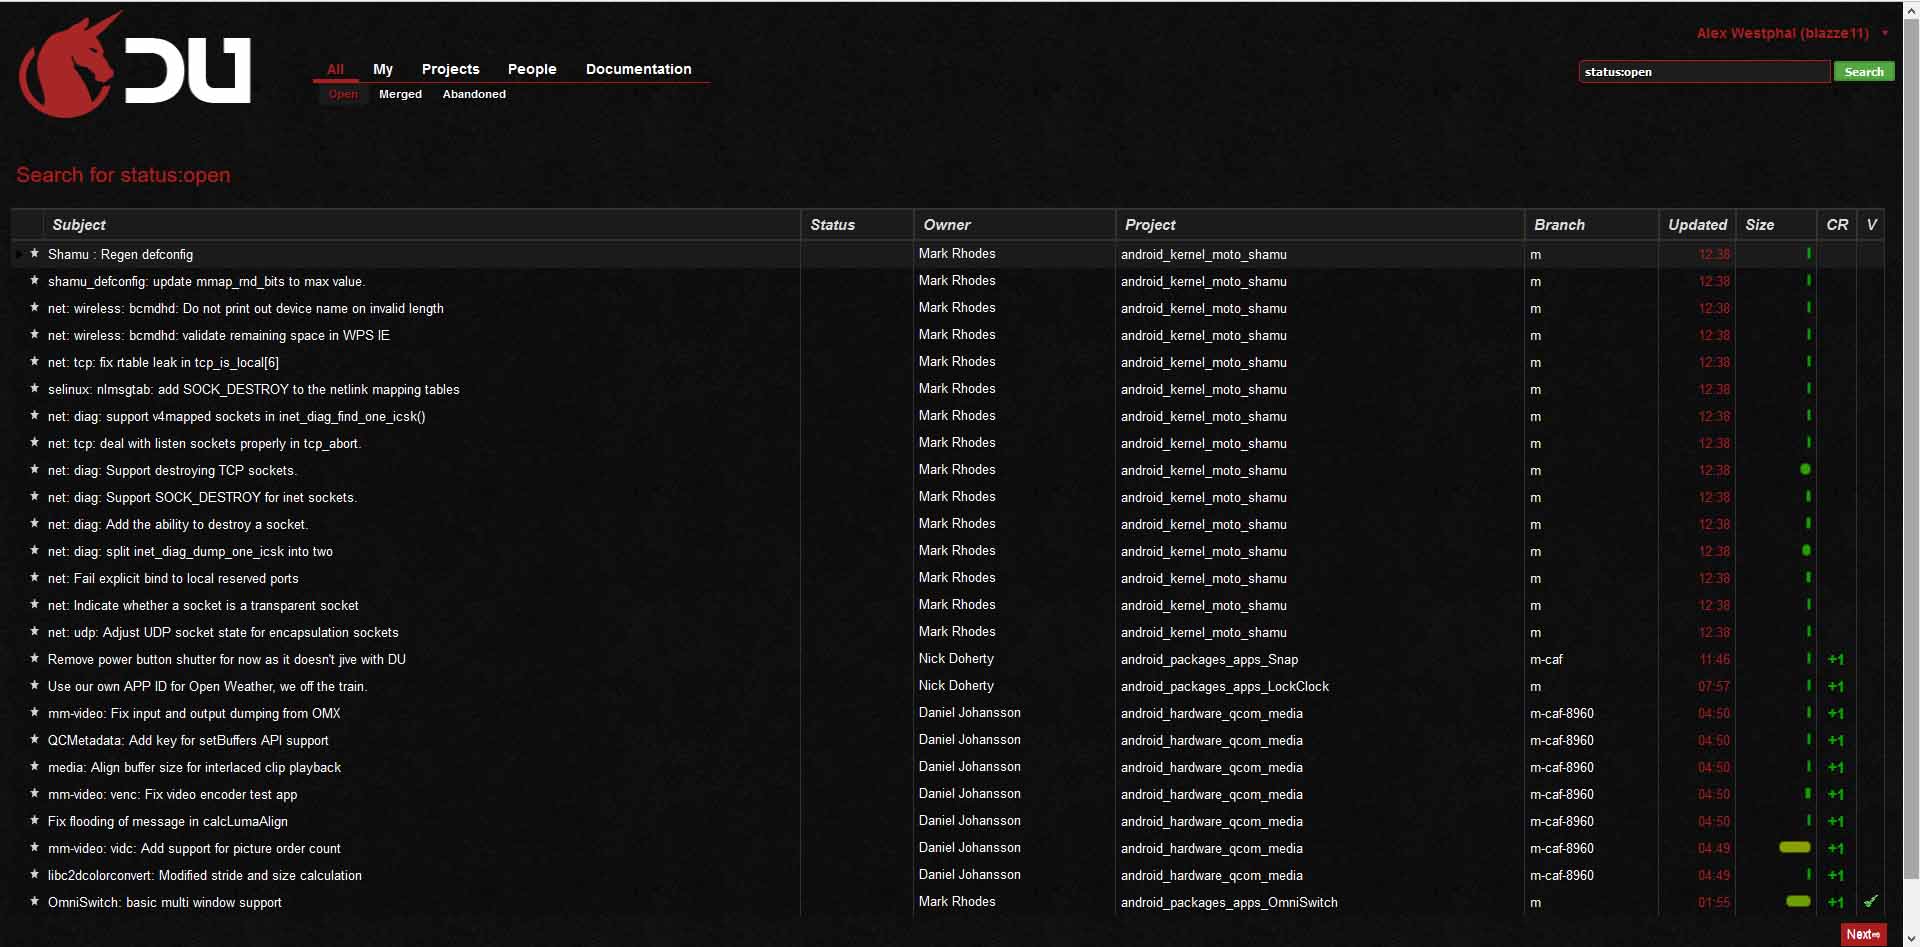 DU
Alex Westphal (blazze11)
All My Projects People Documentation
status:open Search
Open Merged Abandoned
Search for status:open
Subject Status Owner Project Branch Updated Size CR V
Shamu : Regen defconfig Mark Rhodes android_kernel_moto_shamu m 12:38
shamu_defconfig: update mmap_rnd_bits to max value. Mark Rhodes android_kernel_moto_shamu m 12:38
net: wireless: bcmdhd: Do not print out device name on invalid length Mark Rhodes android_kernel_moto_shamu m 12:38
net: wireless: bcmdhd: validate remaining space in WPS IE Mark Rhodes android_kernel_moto_shamu m 12:38
net: tcp: fix rtable leak in tcp_is_local[6] Mark Rhodes android_kernel_moto_shamu m 12:38
selinux: nlmsgtab: add SOCK_DESTROY to the netlink mapping tables Mark Rhodes android_kernel_moto_shamu m 12:38
net: diag: support v4mapped sockets in inet_diag_find_one_icsk() Mark Rhodes android_kernel_moto_shamu m 12:38
net: tcp: deal with listen sockets properly in tcp_abort. Mark Rhodes android_kernel_moto_shamu m 12:38
net: diag: Support destroying TCP sockets. Mark Rhodes android_kernel_moto_shamu m 12:38
net: diag: Support SOCK_DESTROY for inet sockets. Mark Rhodes android_kernel_moto_shamu m 12:38
net: diag: Add the ability to destroy a socket. Mark Rhodes android_kernel_moto_shamu m 12:38
net: diag: split inet_diag_dump_one_icsk into two Mark Rhodes android_kernel_moto_shamu m 12:38
net: Fail explicit bind to local reserved ports Mark Rhodes android_kernel_moto_shamu m 12:38
net: Indicate whether a socket is a transparent socket Mark Rhodes android_kernel_moto_shamu m 12:38
net: udp: Adjust UDP socket state for encapsulation sockets Mark Rhodes android_kernel_moto_shamu m 12:38
Remove power button shutter for now as it doesn't jive with DU Nick Doherty android_packages_apps_Snap m-caf 11:46 +1
Use our own APP ID for Open Weather, we off the train. Nick Doherty android_packages_apps_LockClock m 07:57 +1
mm-video: Fix input and output dumping from OMX Daniel Johansson android_hardware_qcom_media m-caf-8960 04:50 +1
QCMetadata: Add key for setBuffers API support Daniel Johansson android_hardware_qcom_media m-caf-8960 04:50 +1
media: Align buffer size for interlaced clip playback Daniel Johansson android_hardware_qcom_media m-caf-8960 04:50 +1
mm-video: venc: Fix video encoder test app Daniel Johansson android_hardware_qcom_media m-caf-8960 04:50 +1
Fix flooding of message in calcLumaAlign Daniel Johansson android_hardware_qcom_media m-caf-8960 04:50 +1
mm-video: vidc: Add support for picture order count Daniel Johansson android_hardware_qcom_media m-caf-8960 04:49 +1
libc2dcolorconvert: Modified stride and size calculation Daniel Johansson android_hardware_qcom_media m-caf-8960 04:49 +1
OmniSwitch: basic multi window support Mark Rhodes android_packages_apps_OmniSwitch m 01:55 +1
Next